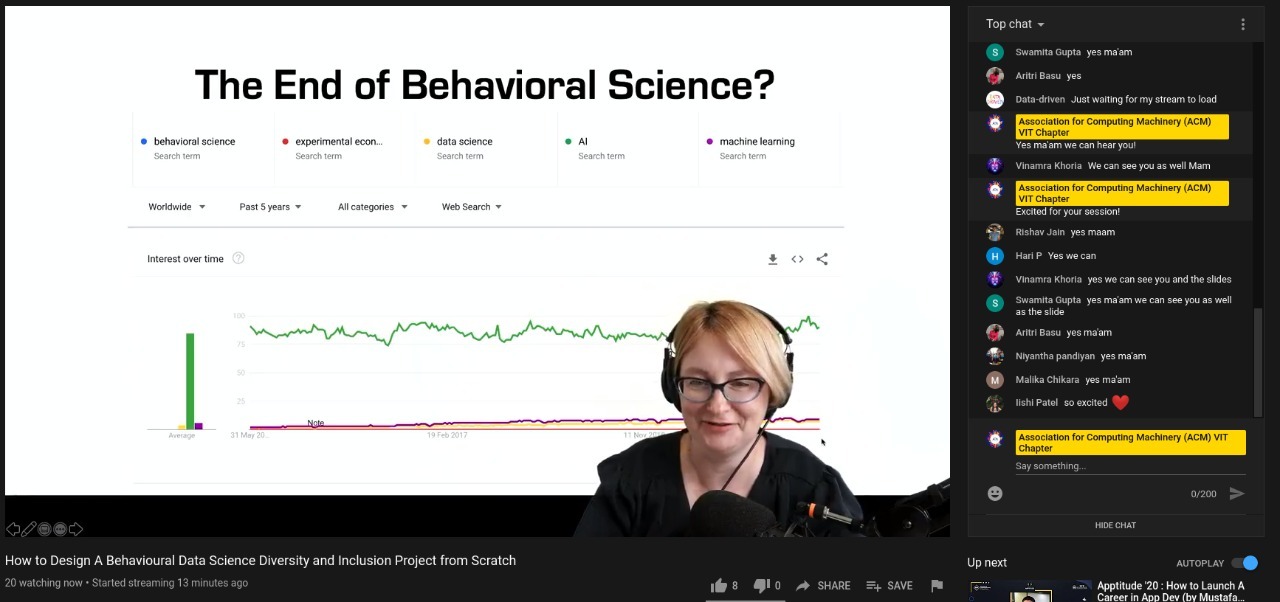 The End of Behavioral Science?
behavioral science
Search term
experimental econ...
Search term
data science
Search term
AI
Search term
machine learning
Search term
Worldwide
Past 5 years
All categories
Web Search
Interest over time
100
75
50
25
Note
Average
31 May 20...
19 Feb 2017
11 Nov 2018
How to Design A Behavioural Data Science Diversity and Inclusion Project from Scratch
20 watching now • Started streaming 13 minutes ago
8
0
SHARE
SAVE
Top chat
S
Swamita Gupta yes ma'am
Aritri Basu yes
Data-driven Just waiting for my stream to load
Association for Computing Machinery (ACM)
VIT Chapter
Yes ma'am we can hear you!
Vinamra Khoria We can see you as well Mam
Association for Computing Machinery (ACM)
VIT Chapter
Excited for your session!
Rishav Jain yes maam
H
Hari P Yes we can
Vinamra Khoria yes we can see you and the slides
S
Swamita Gupta yes ma'am we can see you as well
as the slide
Aritri Basu yes ma'am
Niyantha pandiyan yes ma'am
M
Malika Chikara yes ma'am
Iishi Patel so excited
Association for Computing Machinery (ACM) VIT
Chapter
Say something...
0/200
HIDE CHAT
Up next
AUTOPLAY
Apptitude '20 : How to Launch A
Career in App Dev (by Mustafa...